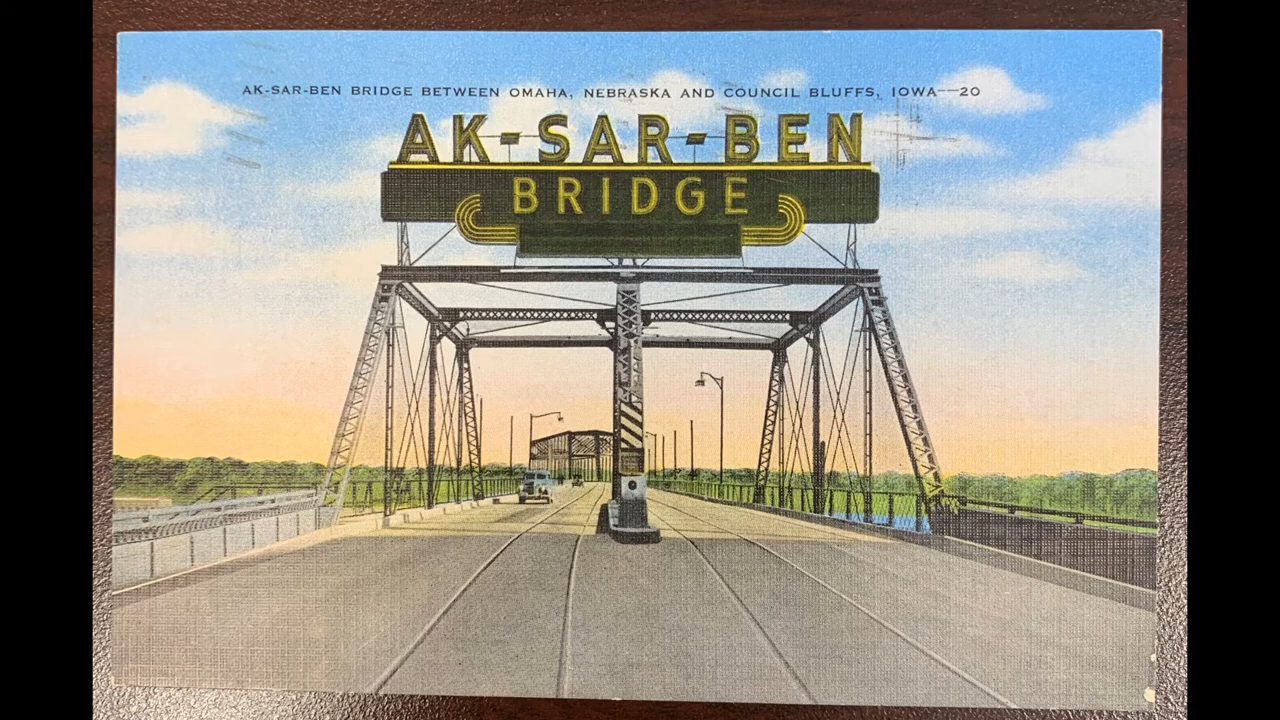 AK-SAR-BEN BRIDGE BETWEEN OMAHA, NEBRASKA AND COUNCIL BLUFFS, IOWA—20
AK-SAR-BEN
BRIDGE